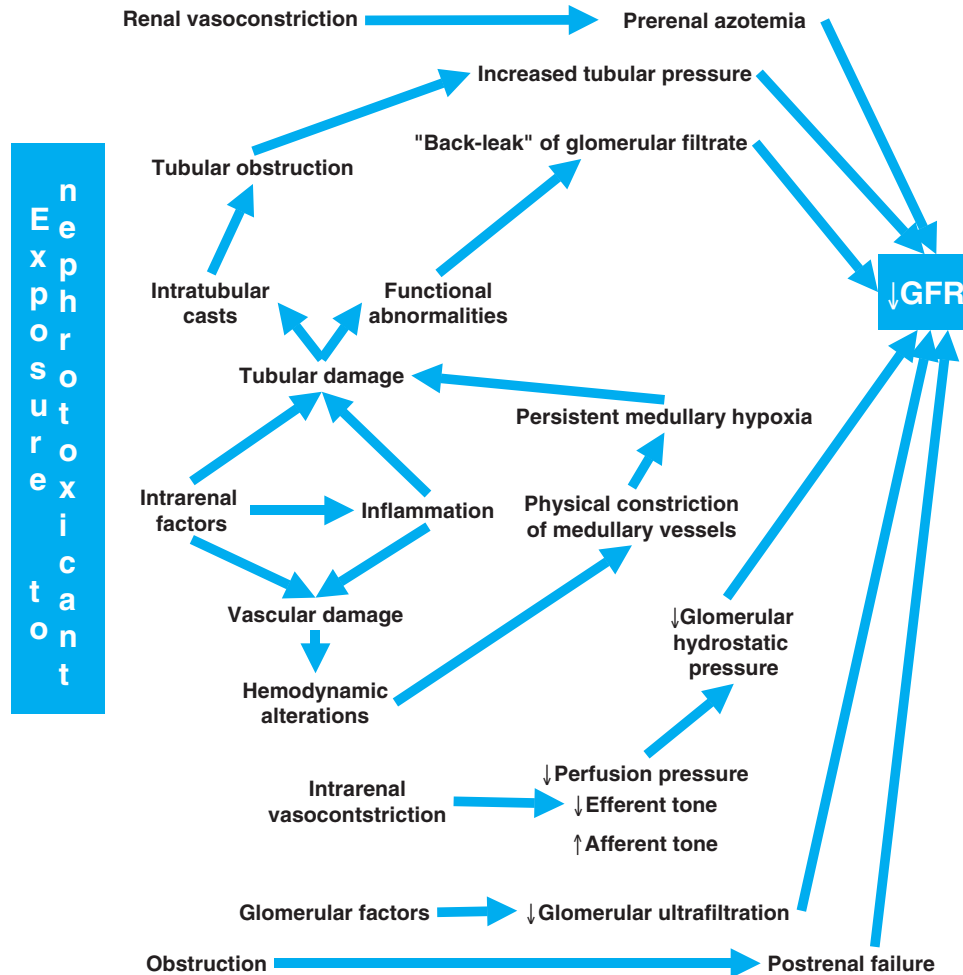 Renal vasoconstriction
Prerenal azotemia
Increased tubular pressure
"Back-leak" of glomerular filtrate
Tubular obstruction
Exposure to
nephrotoxicant
Intratubular
casts
Functional
abnormalities
↓GFR
Tubular damage
Persistent medullary hypoxia
Intrarenal
factors
Inflammation
Physical constriction
of medullary vessels
Vascular damage
↓Glomerular
hydrostatic
pressure
Hemodynamic
alterations
Intrarenal
vasocontstriction
↓Perfusion pressure
↓Efferent tone
↑Afferent tone
Glomerular factors
↓Glomerular ultrafiltration
Obstruction
Postrenal failure